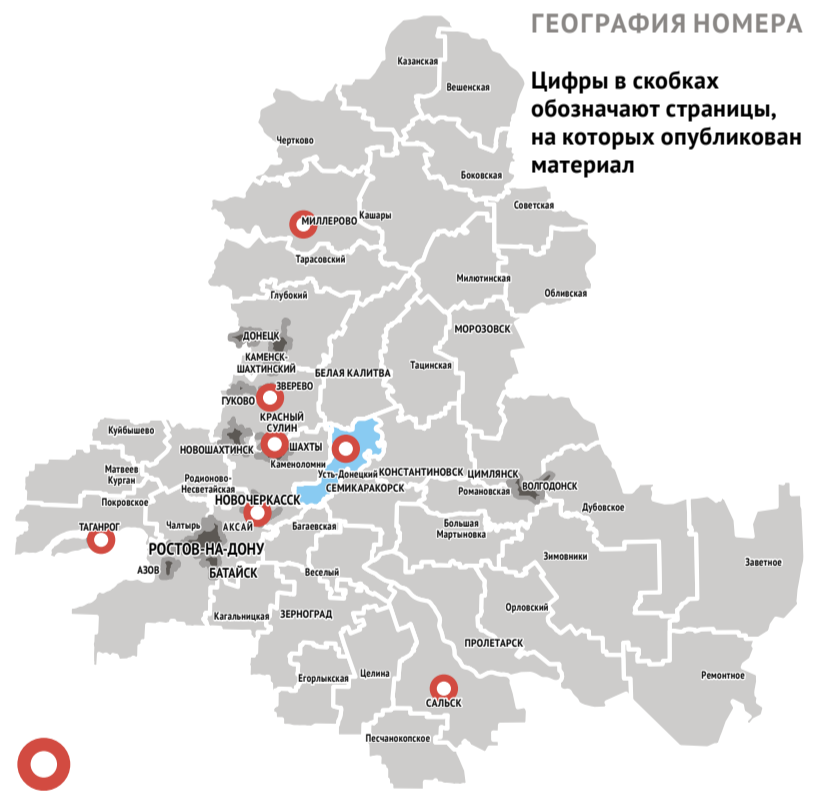 ГЕОГРАФИЯ НОМЕРА
Цифры в скобках
обозначают страницы,
на которых опубликован
материал
Казанская
Вешенская
Чертково
Боковская
Советская
МИЛЛЕРОВО
Кашары
Тарасовский
Милютинская
Обливская
Глубокий
МОРОЗОВСК
ДОНЕЦК
КАМЕНСК-
ШАХТИНСКИЙ
БЕЛАЯ КАЛИТВА
Тацинская
ЗВЕРЕВО
ГУКОВО
КРАСНЫЙ
СУЛИН
Куйбышево
НОВОШАХТИНСК
ШАХТЫ
Каменоломни
Матвеев
Курган
Родионово-
Несветайская
Усть-Донецкий
КОНСТАНТИНОВСК
ЦИМЛЯНСК
СЕМИКАРАКОРСК
Романовская
ВОЛГОДОНСК
Покровское
НОВОЧЕРКАССК
Дубовское
ТАГАНРОГ
Чалтырь
АКСАЙ
Багаевская
Большая
Мартыновка
РОСТОВ-НА-ДОНУ
Зимовники
Заветное
АЗОВ
БАТАЙСК
Веселый
Кагальницкая
ЗЕРНОГРАД
Орловский
ПРОЛЕТАРСК
Егорлыкская
Целина
Ремонтное
САЛЬСК
Песчанокопское